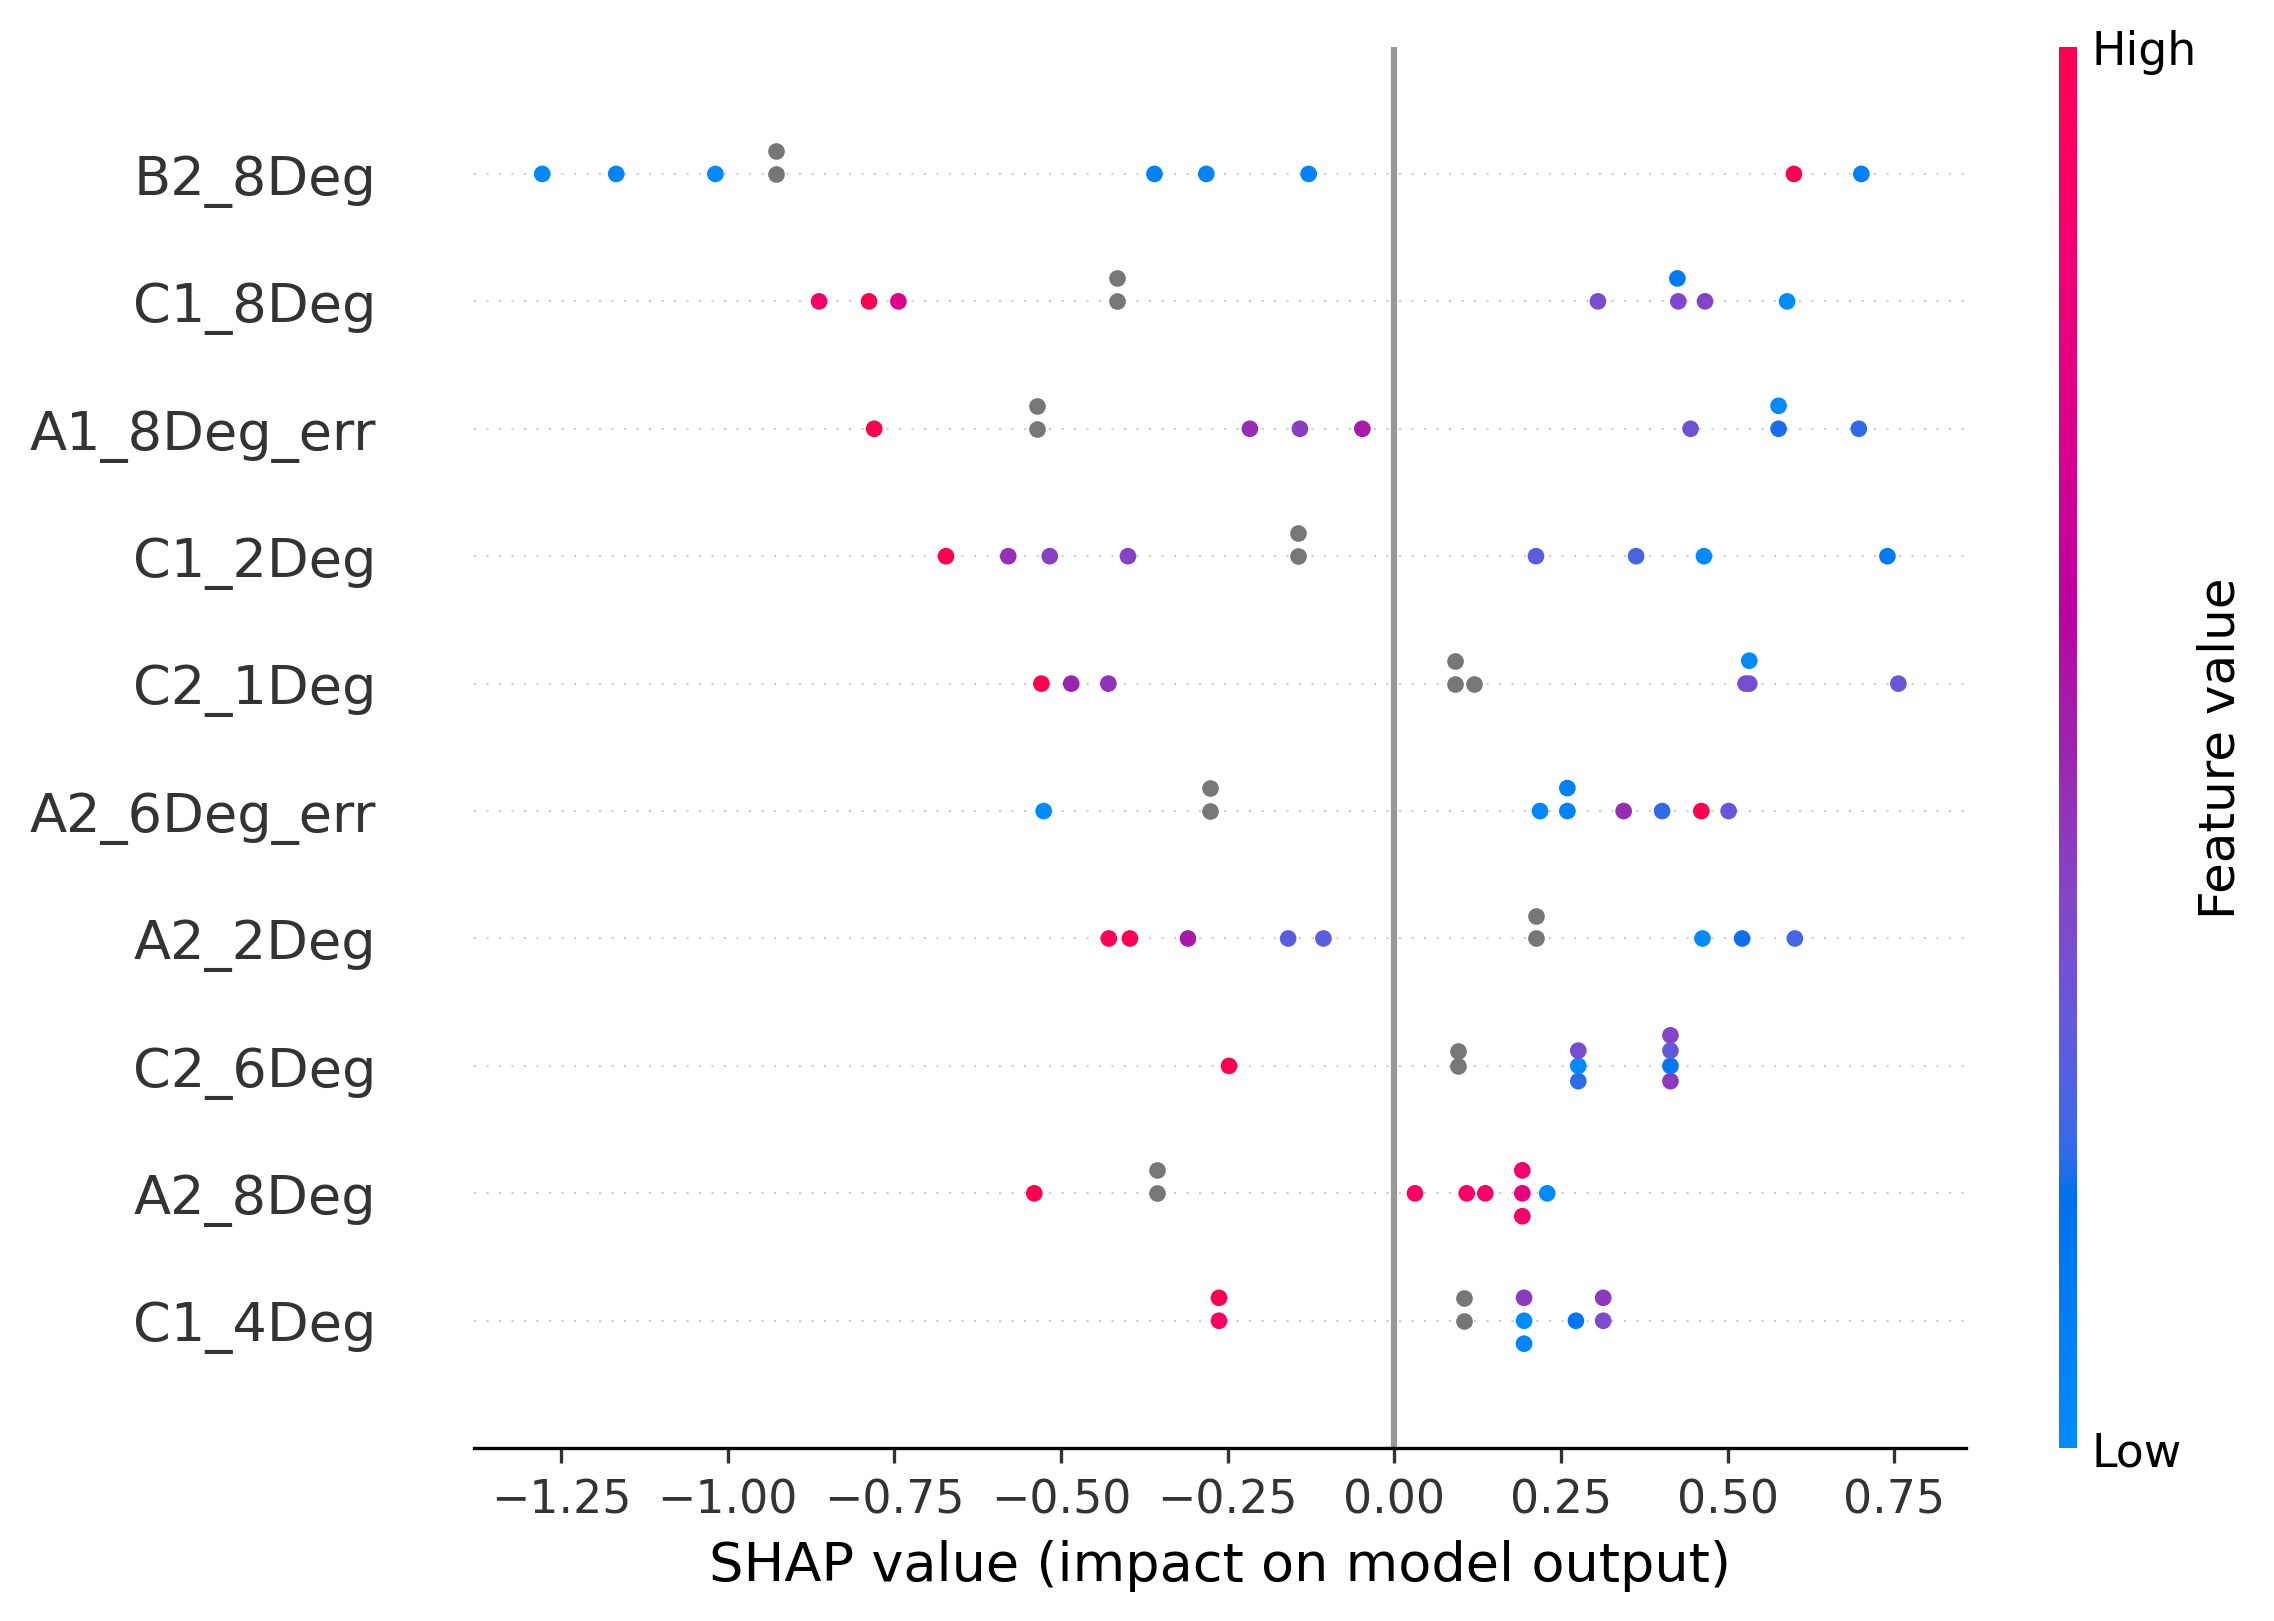 High
B2_8Deg
C1_8Deg
A1_8Deg_err
C1_2Deg
C2_1Deg
A2_6Deg_err
A2_2Deg
C2_6Deg
A2_8Deg
C1_4Deg
Feature value
Low
−1.25 −1.00 −0.75 −0.50 −0.25 0.00 0.25 0.50 0.75
SHAP value (impact on model output)